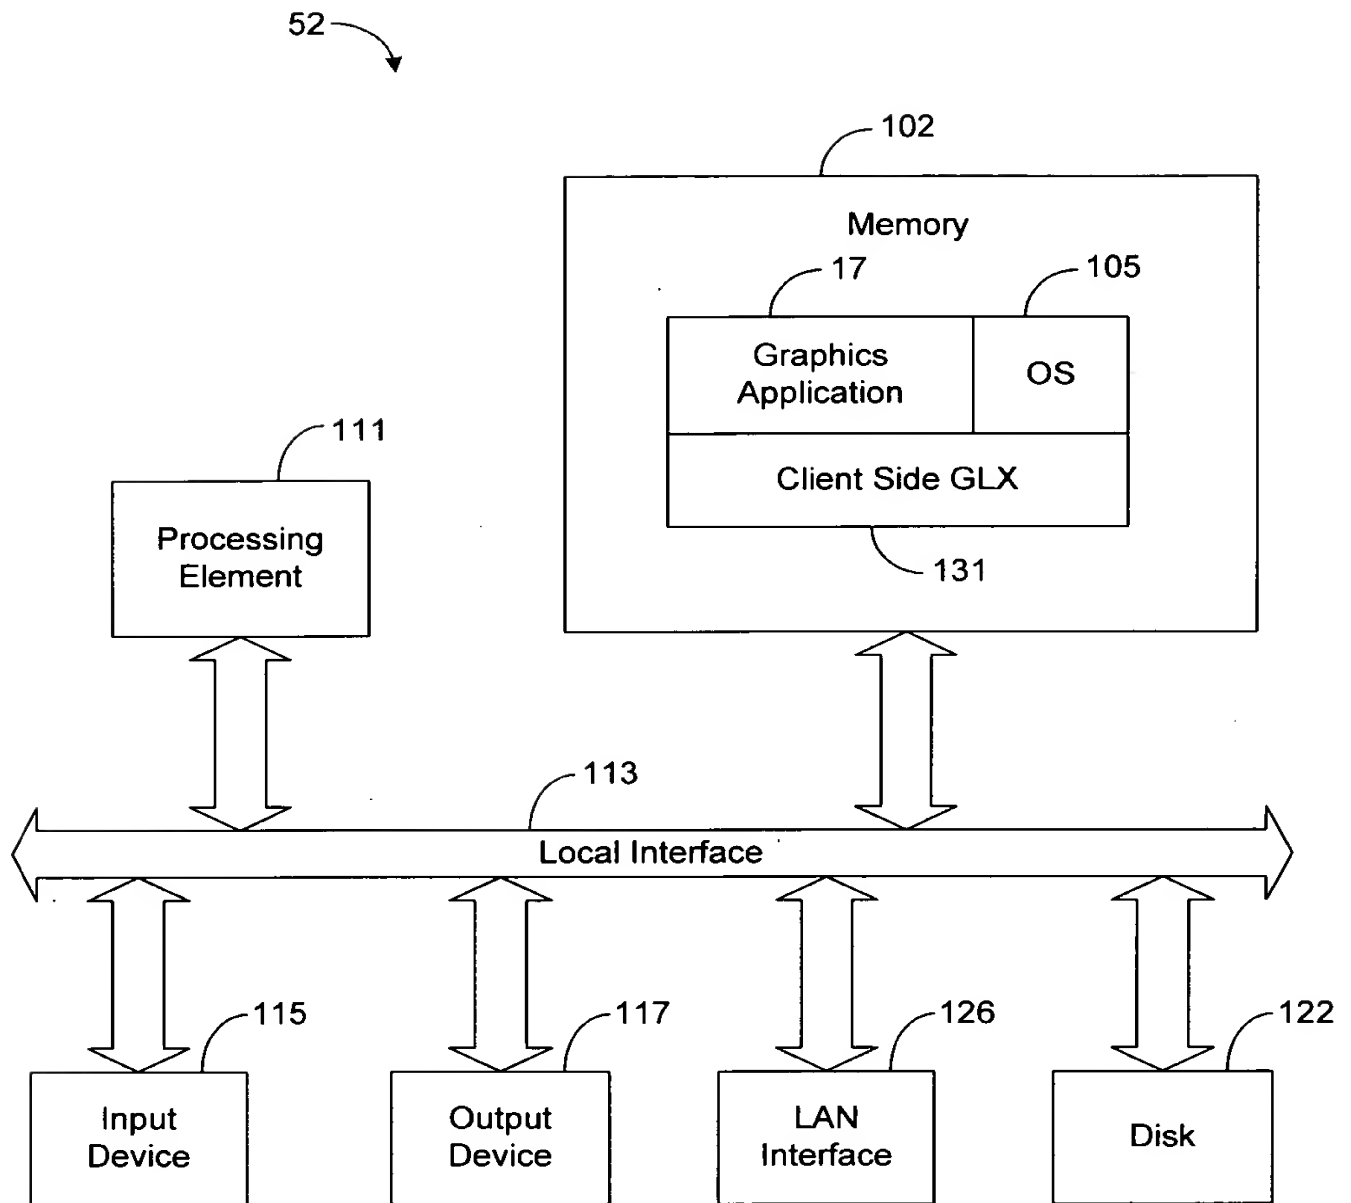 52
102
Memory
17
105
Graphics
Application
OS
111
Client Side GLX
Processing
Element
131
113
Local Interface
115
117
126
122
Input
Device
Output
Device
LAN
Interface
Disk